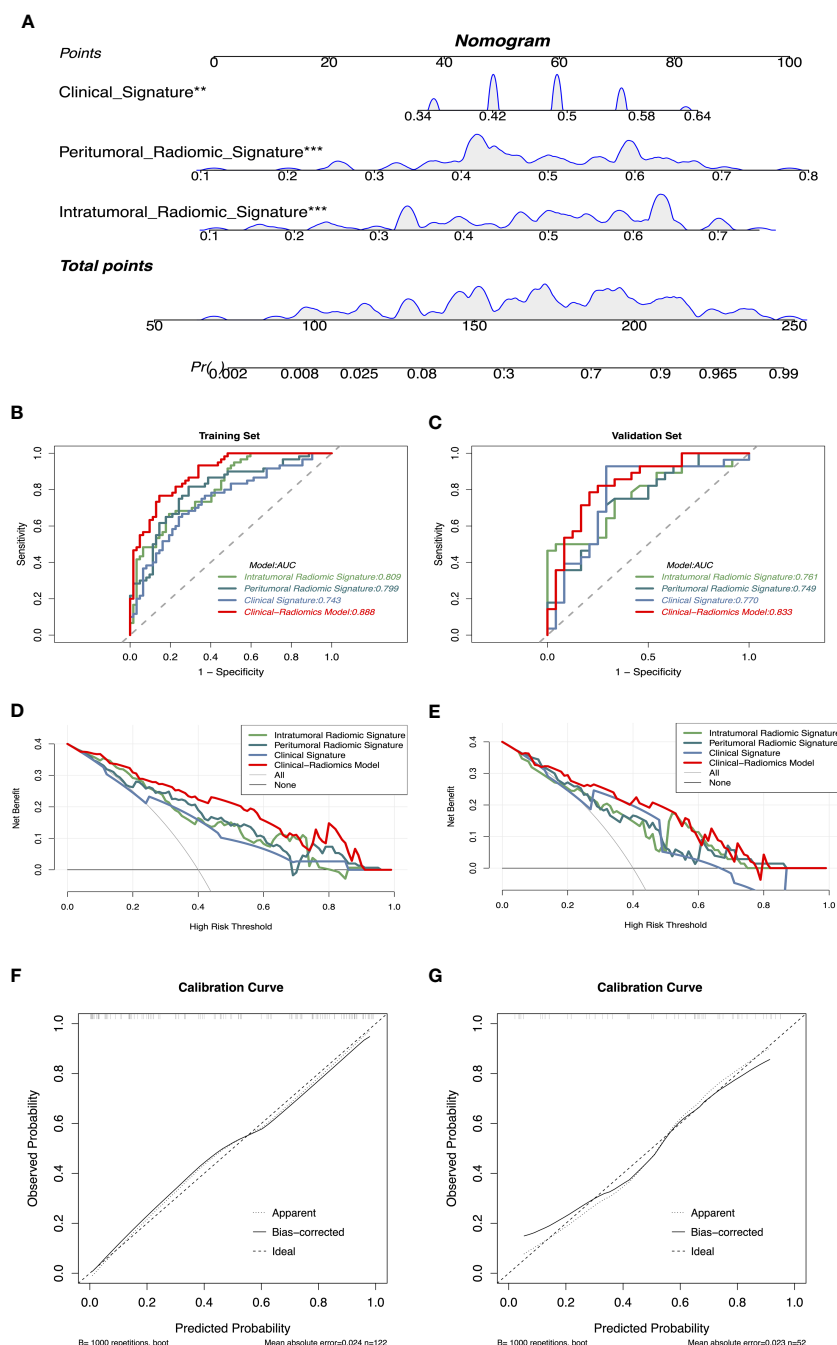 A
Nomogram
Points
0 20 40 60 80 100
Clinical_Signature**
0.34 0.42 0.5 0.58 0.64
Peritumoral_Radiomic_Signature***
0.1 0.2 0.3 0.4 0.5 0.6 0.7 0.8
Intratumoral_Radiomic_Signature***
0.1 0.2 0.3 0.4 0.5 0.6 0.7
Total points
50 100 150 200 250
Pr( )
0.002 0.008 0.025 0.08 0.3 0.7 0.9 0.965 0.99
B
Training Set
Sensitivity
1.0
0.8
0.6
0.4
0.2
0.0
Model:AUC
Intratumoral Radiomic Signature:0.809
Peritumoral Radiomic Signature:0.799
Clinical Signature:0.743
Clinical−Radiomics Model:0.888
0.0 0.2 0.4 0.6 0.8 1.0
1 − Specificity
C
Validation Set
Sensitivity
1.0
0.8
0.6
0.4
0.2
0.0
Model:AUC
Intratumoral Radiomic Signature:0.761
Peritumoral Radiomic Signature:0.749
Clinical Signature:0.770
Clinical−Radiomics Model:0.833
0.0 0.5 1.0
1 − Specificity
D
Net Benefit
0.4
0.3
0.2
0.1
0.0
Intratumoral Radiomic Signature
Peritumoral Radiomic Signature
Clinical Signature
Clinical−Radiomics Model
All
None
0.0 0.2 0.4 0.6 0.8 1.0
High Risk Threshold
E
Net Benefit
0.4
0.3
0.2
0.1
0.0
Intratumoral Radiomic Signature
Peritumoral Radiomic Signature
Clinical Signature
Clinical−Radiomics Model
All
None
0.0 0.2 0.4 0.6 0.8 1.0
High Risk Threshold
F
Calibration Curve
Observed Probability
1.0
0.8
0.6
0.4
0.2
0.0
Apparent
Bias−corrected
Ideal
0.0 0.2 0.4 0.6 0.8 1.0
Predicted Probability
B= 1000 repetitions, boot Mean absolute error=0.024 n=122
G
Calibration Curve
Observed Probability
1.0
0.8
0.6
0.4
0.2
0.0
Apparent
Bias−corrected
Ideal
0.0 0.2 0.4 0.6 0.8 1.0
Predicted Probability
B= 1000 repetitions, boot Mean absolute error=0.023 n=52